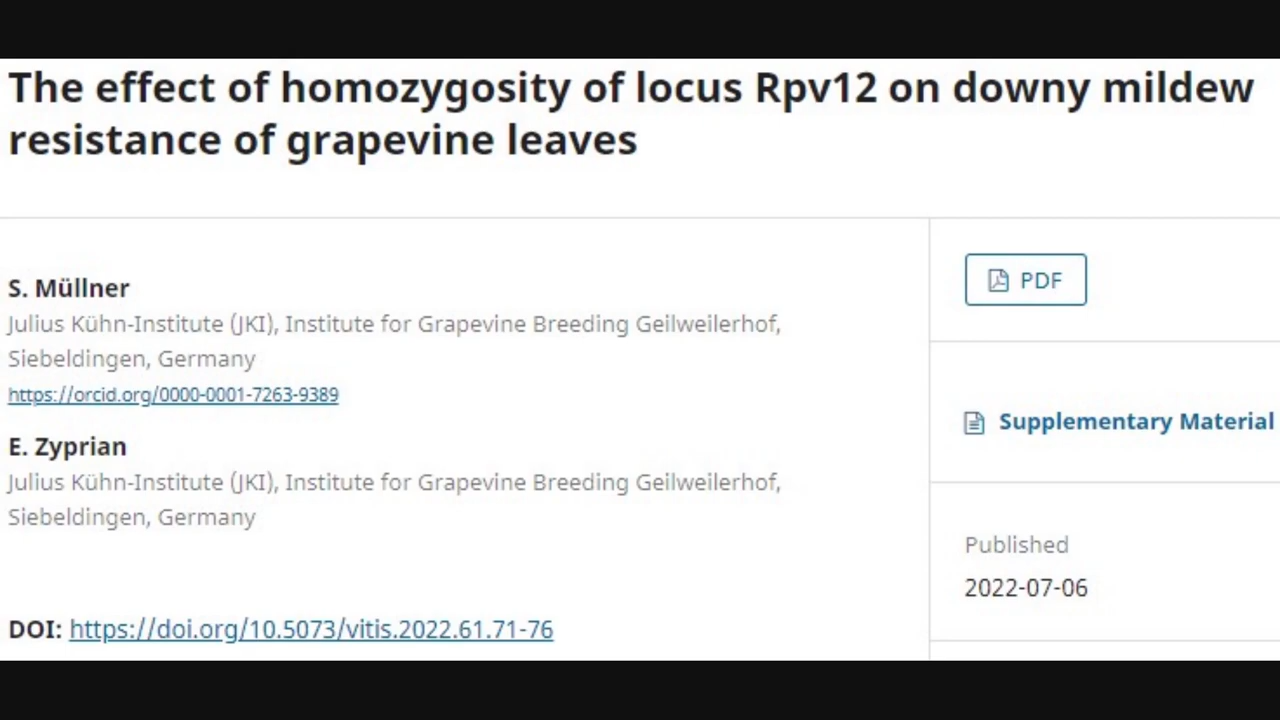 The effect of homozygosity of locus Rpv12 on downy mildew
resistance of grapevine leaves
S. Müllner
Julius Kühn-Institute (JKI), Institute for Grapevine Breeding Geilweilerhof,
Siebeldingen, Germany
https://orcid.org/0000-0001-7263-9389
E. Zyprian
Julius Kühn-Institute (JKI), Institute for Grapevine Breeding Geilweilerhof,
Siebeldingen, Germany
DOI: https://doi.org/10.5073/vitis.2022.61.71-76
PDF
Supplementary Material
Published
2022-07-06